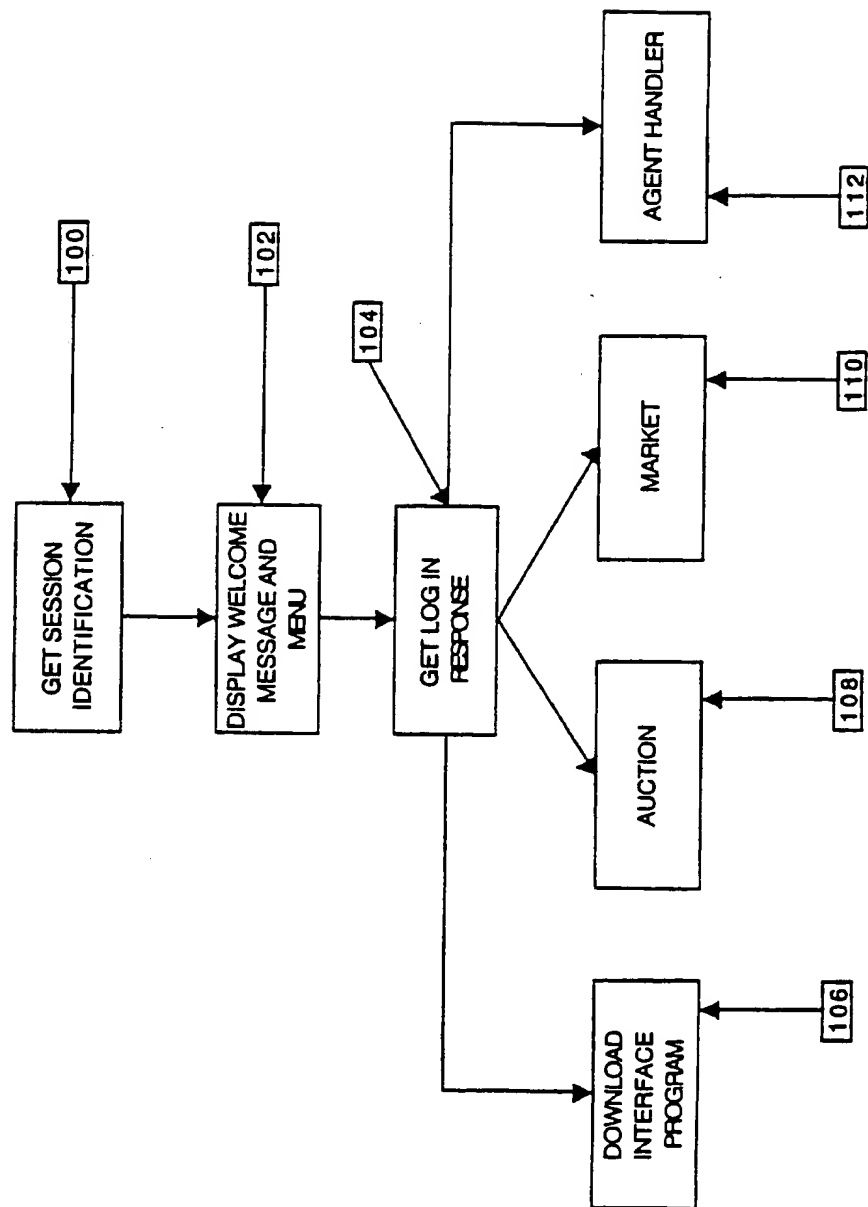 GET SESSION
IDENTIFICATION
100
DISPLAY WELCOME
MESSAGE AND
MENU
102
GET LOG IN
RESPONSE
104
DOWNLOAD
INTERFACE
PROGRAM
106
AUCTION
108
MARKET
110
AGENT HANDLER
112